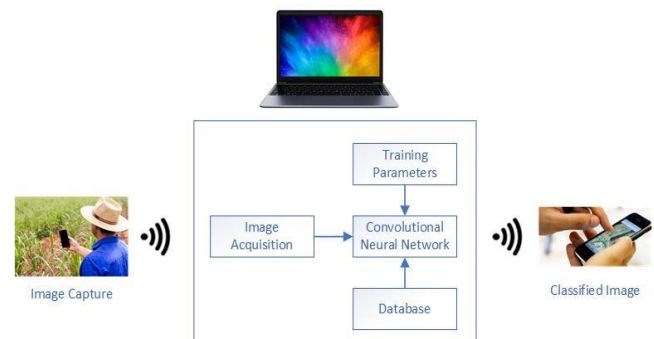 Training
Parameters
Image
Acquisition
Convolutional
Neural Network
Database
Image Capture
Classified Image